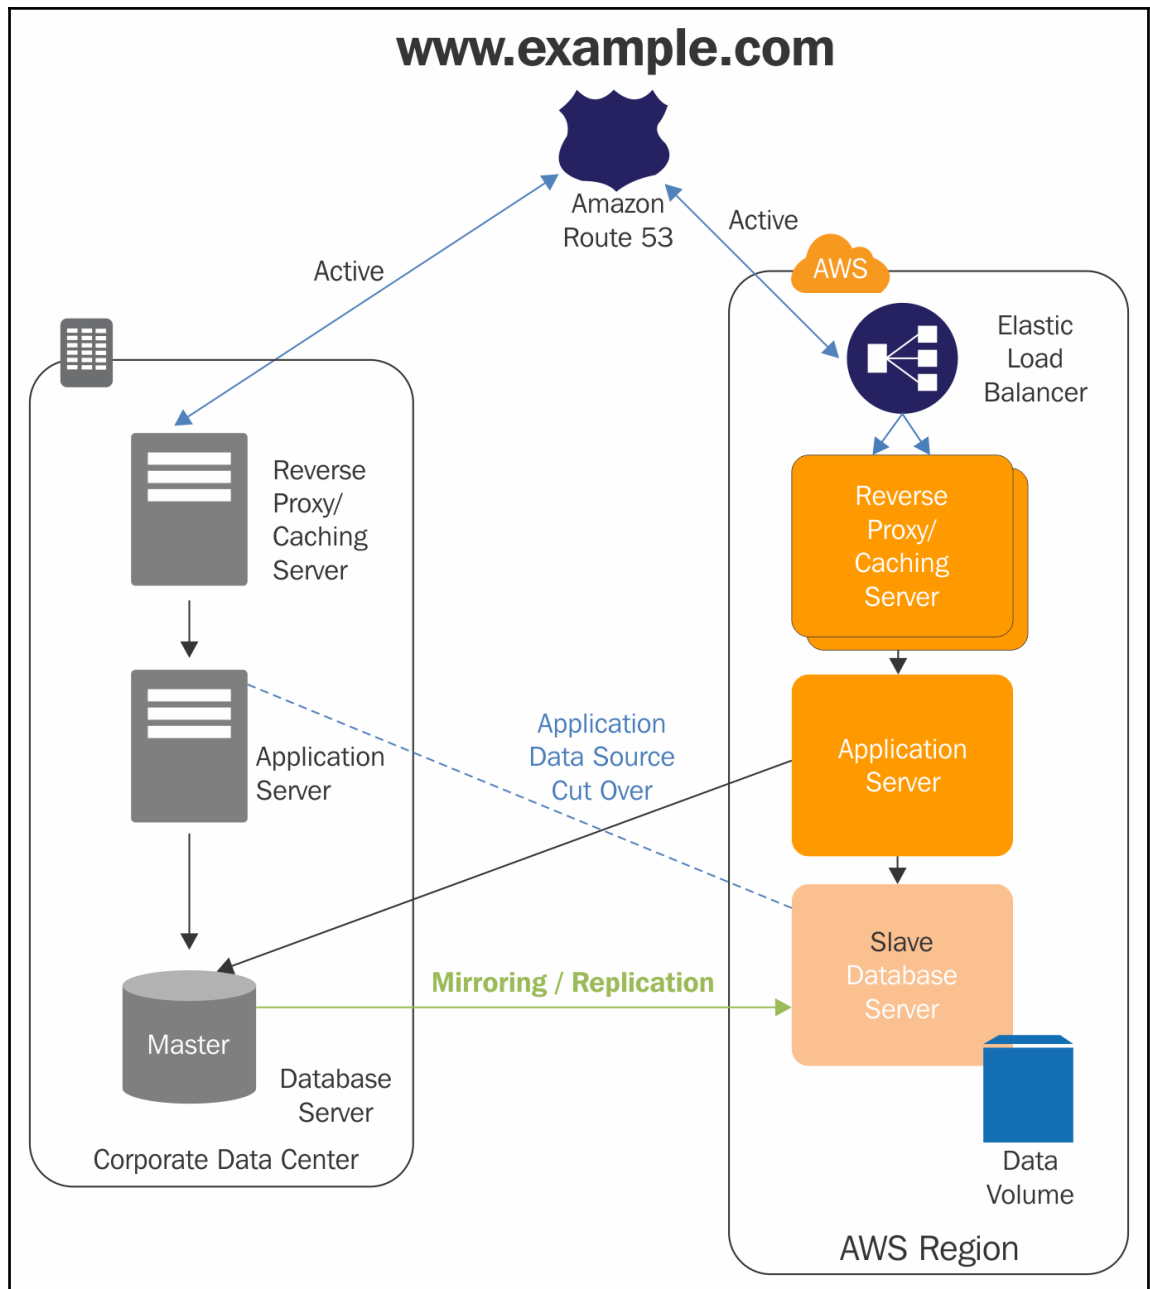 www.example.com
Amazon
Route 53
Active
Active
AWS
Elastic
Load
Balancer
Reverse
Proxy/
Caching
Server
Reverse
Proxy/
Caching
Server
Application
Data Source
Cut Over
Application
Server
Application
Server
Slave
Database
Server
Mirroring / Replication
Master
Database
Server
Corporate Data Center
Data
Volume
AWS Region